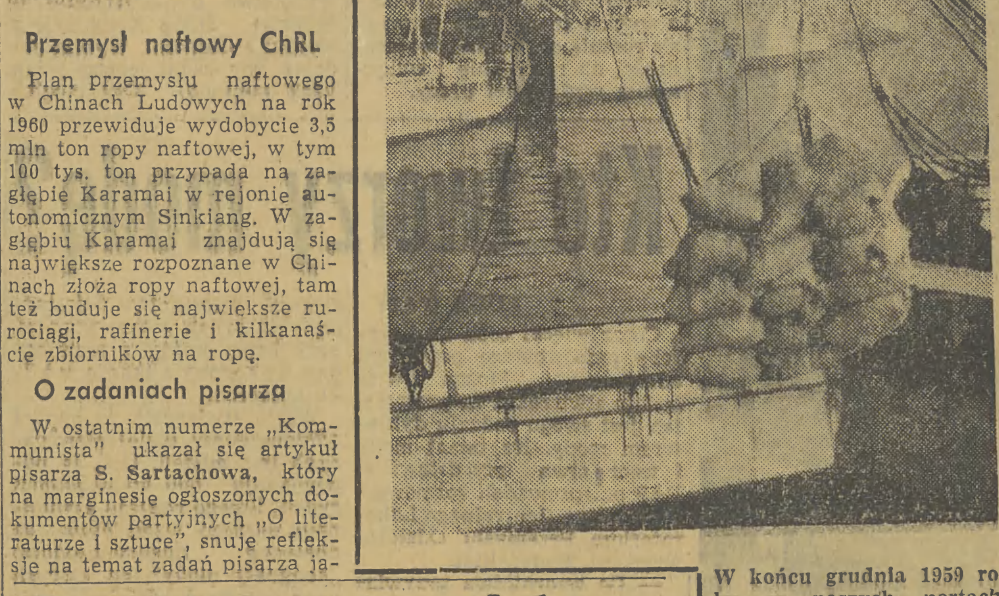 Przemysł naftowy ChRL
Plan przemysłu naftowego
w Chinach Ludowych na rok
1960 przewiduje wydobycie 3,5
mln ton ropy naftowej, w tym
100 tys. ton przypada na za-
głębie Karamai w rejonie au-
tonomicznym Sinkiang. W za-
głębiu Karamai znajdują się
największe rozpoznane w Chi-
nach złoża ropy naftowej, tam
też buduje się największe ru-
rociągi, rafinerie i kilkanaś-
cie zbiorników na ropę.
O zadaniach pisarza
W ostatnim numerze „Kom-
munista” ukazał się artykuł
pisarza S. Sartachowa, który
na marginesie ogłoszonych do-
kumentów partyjnych „O lite-
raturze i sztuce”, snuje reflek-
sje na temat zadań pisarza ja-
W końcu grudnia 1959 ro